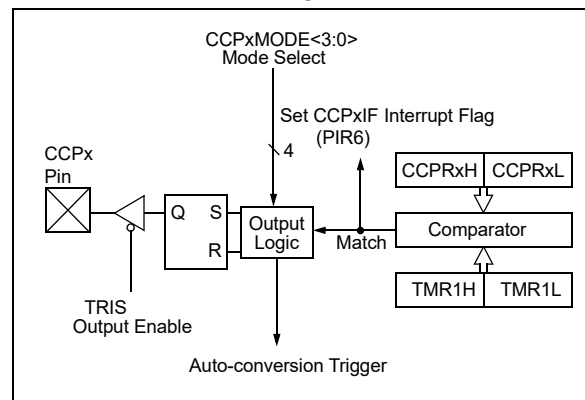 CCPxMODE<3:0>
Mode Select
Set CCPxIF Interrupt Flag
(PIR6)
4
CCPx
Pin
CCPRxH CCPRxL
Q S
R
Output
Logic
Match
Comparator
TMR1H TMR1L
TRIS
Output Enable
Auto-conversion Trigger